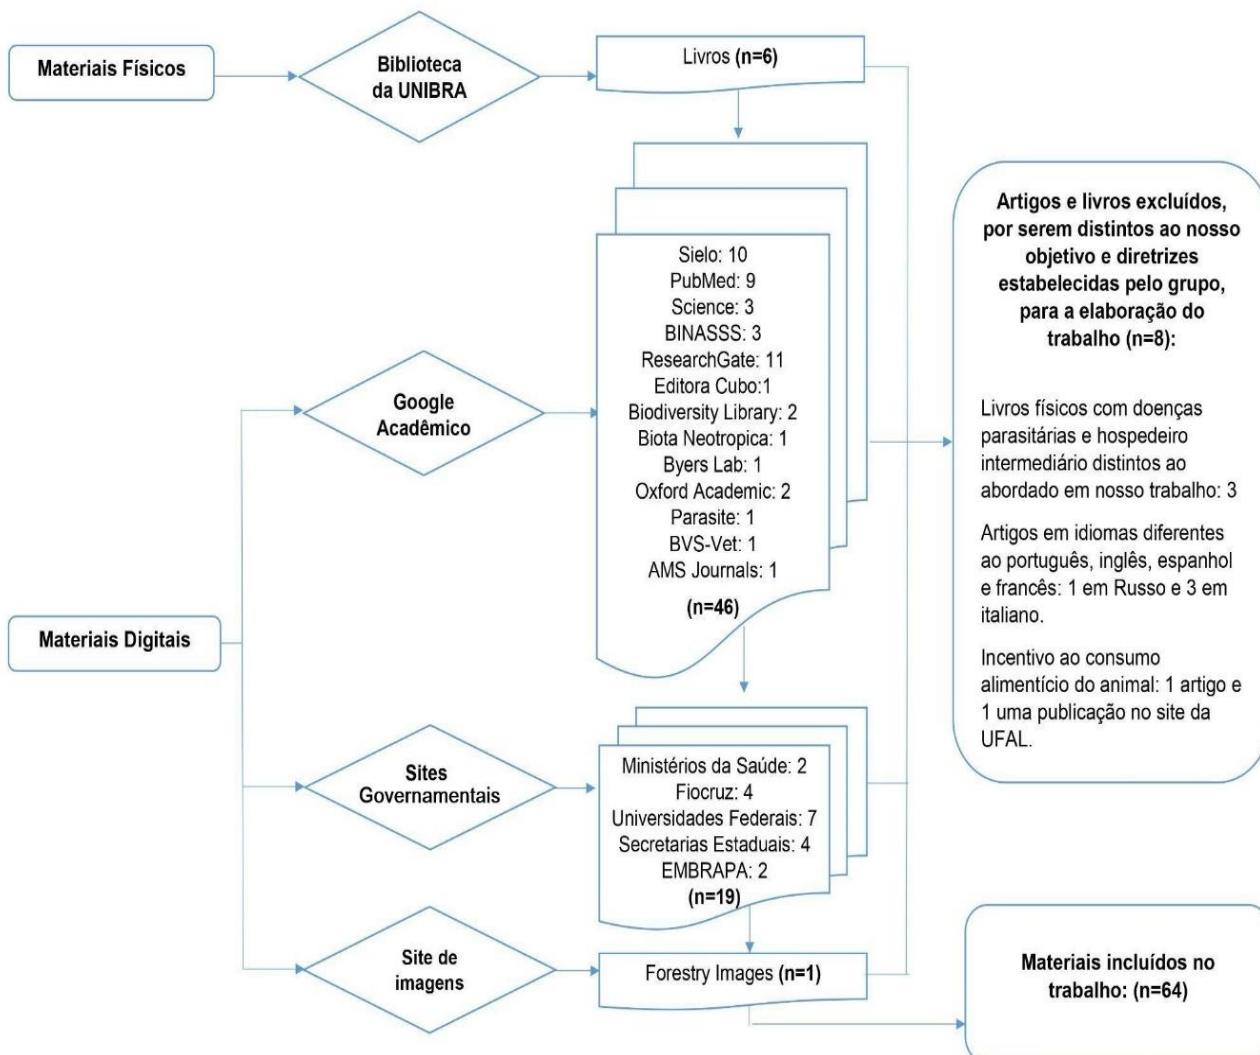 Materiais Físicos
Biblioteca
da UNIBRA
Livros (n=6)
Sielo: 10
PubMed: 9
Science: 3
BINASSS: 3
ResearchGate: 11
Editora Cubo:1
Biodiversity Library: 2
Biota Neotropica: 1
Byers Lab: 1
Oxford Academic: 2
Parasite: 1
BVS-Vet: 1
AMS Journals: 1
(n=46)
Google
Acadêmico
Materiais Digitais
Sites
Governamentais
Ministérios da Saúde: 2
Fiocruz: 4
Universidades Federais: 7
Secretarias Estaduais: 4
EMBRAPA: 2
(n=19)
Site de
imagens
Forestry Images (n=1)
Artigos e livros excluídos,
por serem distintos ao nosso
objetivo e diretrizes
estabelecidas pelo grupo,
para a elaboração do
trabalho (n=8):
Livros físicos com doenças
parasitárias e hospedeiro
intermediário distintos ao
abordado em nosso trabalho: 3
Artigos em idiomas diferentes
ao português, inglês, espanhol
e francês: 1 em Russo e 3 em
italiano.
Incentivo ao consumo
alimentício do animal: 1 artigo e
1 uma publicação no site da
UFAL.
Materiais incluídos no
trabalho: (n=64)